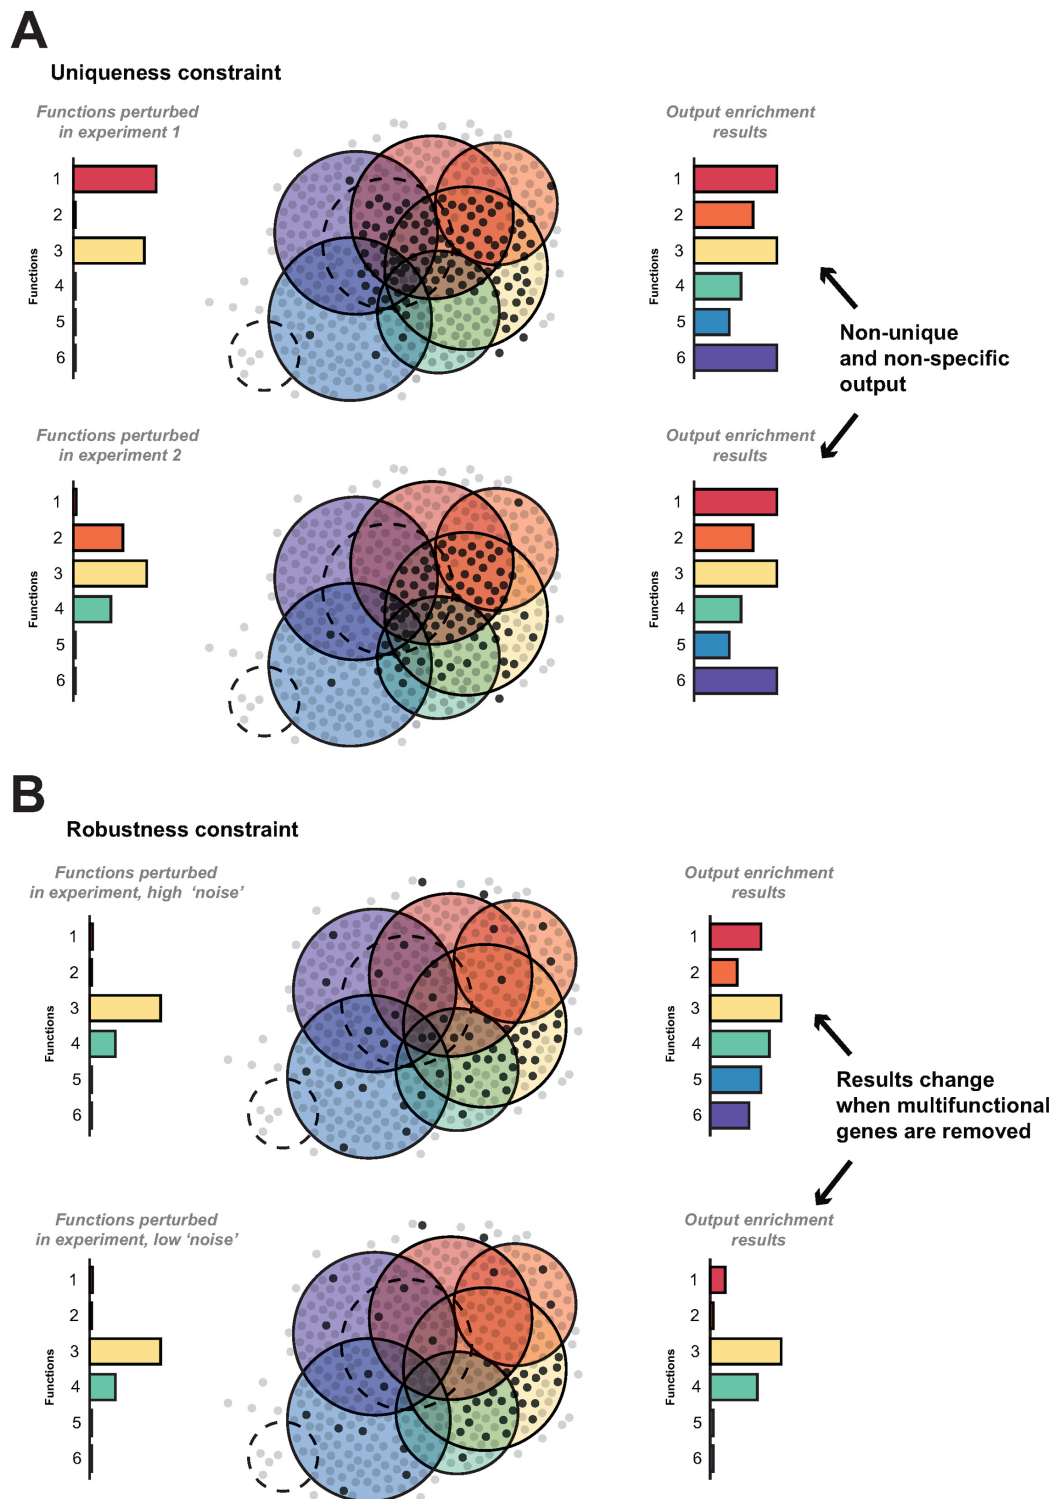 A
Uniqueness constraint
Functions perturbed
in experiment 1
Output enrichment
results
1
2
3
4
5
6
Functions
1
2
3
4
5
6
Functions
Non-unique
and non-specific
output
Functions perturbed
in experiment 2
Output enrichment
results
1
2
3
4
5
6
Functions
1
2
3
4
5
6
Functions
B
Robustness constraint
Functions perturbed
in experiment, high ‘noise’
Output enrichment
results
1
2
3
4
5
6
Functions
1
2
3
4
5
6
Functions
Results change
when multifunctional
genes are removed
Functions perturbed
in experiment, low ‘noise’
Output enrichment
results
1
2
3
4
5
6
Functions
1
2
3
4
5
6
Functions